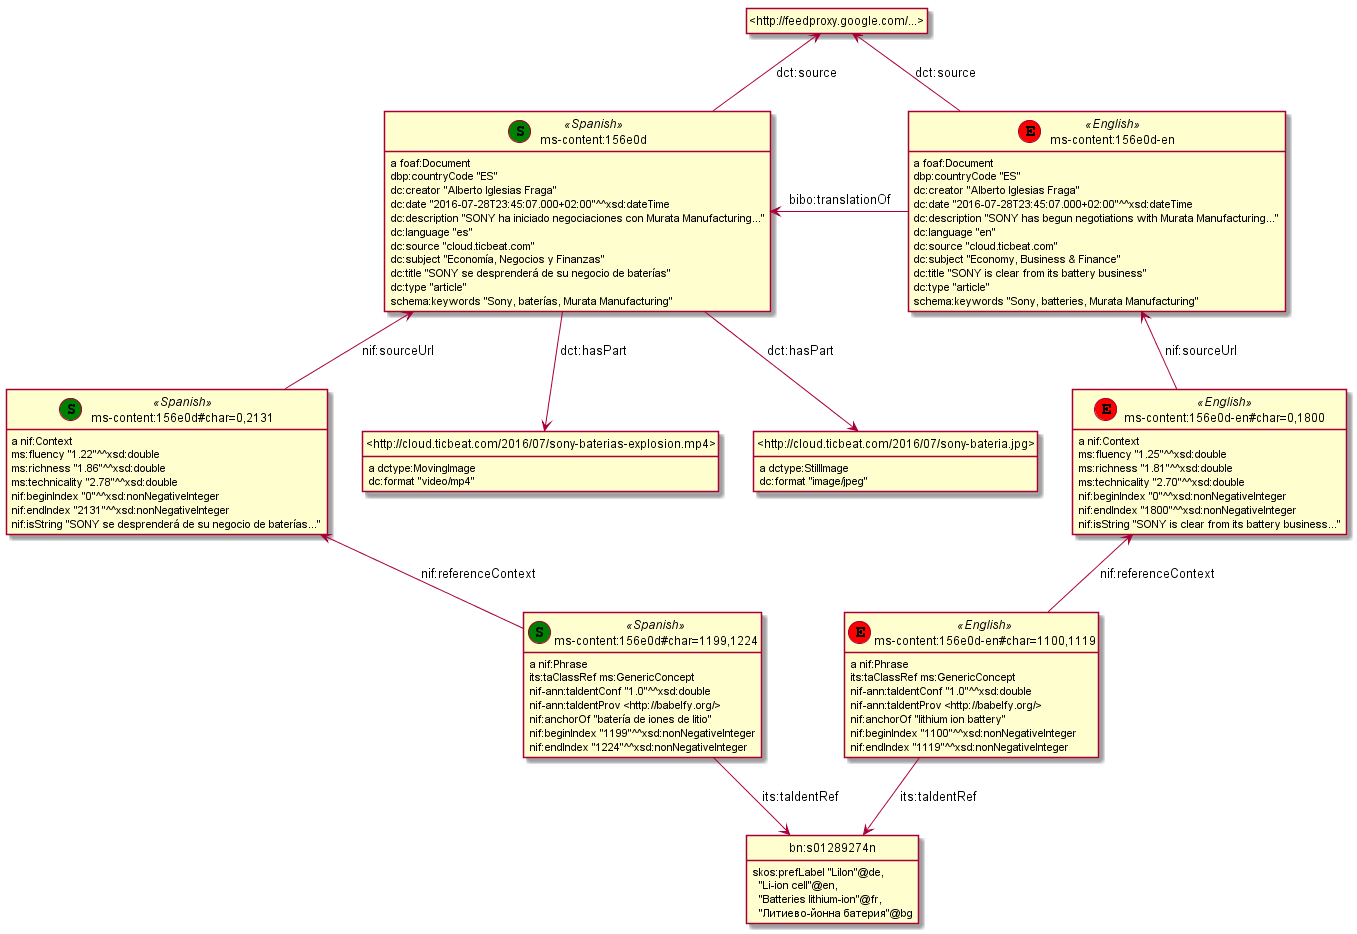 <http://feedproxy.google.com/...>
dct:source
dct:source
S
«Spanish»
ms-content:156e0d
a foaf:Document
dbp:countryCode "ES"
dc:creator "Alberto Iglesias Fraga"
dc:date "2016-07-28T23:45:07.000+02:00"^^xsd:dateTime
dc:description "SONY ha iniciado negociaciones con Murata Manufacturing..."
dc:language "es"
dc:source "cloud.ticbeat.com"
dc:subject "Economía, Negocios y Finanzas"
dc:title "SONY se desprenderá de su negocio de baterías"
dc:type "article"
schema:keywords "Sony, baterías, Murata Manufacturing"
bibo:translationOf
E
«English»
ms-content:156e0d-en
a foaf:Document
dbp:countryCode "ES"
dc:creator "Alberto Iglesias Fraga"
dc:date "2016-07-28T23:45:07.000+02:00"^^xsd:dateTime
dc:description "SONY has begun negotiations with Murata Manufacturing..."
dc:language "en"
dc:source "cloud.ticbeat.com"
dc:subject "Economy, Business & Finance"
dc:title "SONY is clear from its battery business"
dc:type "article"
schema:keywords "Sony, batteries, Murata Manufacturing"
nif:sourceUrl
dct:hasPart
dct:hasPart
nif:sourceUrl
S
«Spanish»
ms-content:156e0d#char=0,2131
a nif:Context
ms:fluency "1.22"^^xsd:double
ms:richness "1.86"^^xsd:double
ms:technicality "2.78"^^xsd:double
nif:beginIndex "0"^^xsd:nonNegativeInteger
nif:endIndex "2131"^^xsd:nonNegativeInteger
nif:isString "SONY se desprenderá de su negocio de baterías..."
<http://cloud.ticbeat.com/2016/07/sony-baterias-explosion.mp4>
a dctype:MovingImage
dc:format "video/mp4"
<http://cloud.ticbeat.com/2016/07/sony-bateria.jpg>
a dctype:StillImage
dc:format "image/jpeg"
E
«English»
ms-content:156e0d-en#char=0,1800
a nif:Context
ms:fluency "1.25"^^xsd:double
ms:richness "1.81"^^xsd:double
ms:technicality "2.70"^^xsd:double
nif:beginIndex "0"^^xsd:nonNegativeInteger
nif:endIndex "1800"^^xsd:nonNegativeInteger
nif:isString "SONY is clear from its battery business..."
nif:referenceContext
nif:referenceContext
S
«Spanish»
ms-content:156e0d#char=1199,1224
a nif:Phrase
its:taClassRef ms:GenericConcept
nif-ann:taIdentConf "1.0"^^xsd:double
nif-ann:taIdentProv <http://babelfy.org/>
nif:anchorOf "batería de iones de litio"
nif:beginIndex "1199"^^xsd:nonNegativeInteger
nif:endIndex "1224"^^xsd:nonNegativeInteger
E
«English»
ms-content:156e0d-en#char=1100,1119
a nif:Phrase
its:taClassRef ms:GenericConcept
nif-ann:taIdentConf "1.0"^^xsd:double
nif-ann:taIdentProv <http://babelfy.org/>
nif:anchorOf "lithium ion battery"
nif:beginIndex "1100"^^xsd:nonNegativeInteger
nif:endIndex "1119"^^xsd:nonNegativeInteger
its:taIdentRef
its:taIdentRef
bn:s01289274n
skos:prefLabel "LiIon"@de,
"Li-ion cell"@en,
"Batteries lithium-ion"@fr,
"Литиево-йонна батерия"@bg